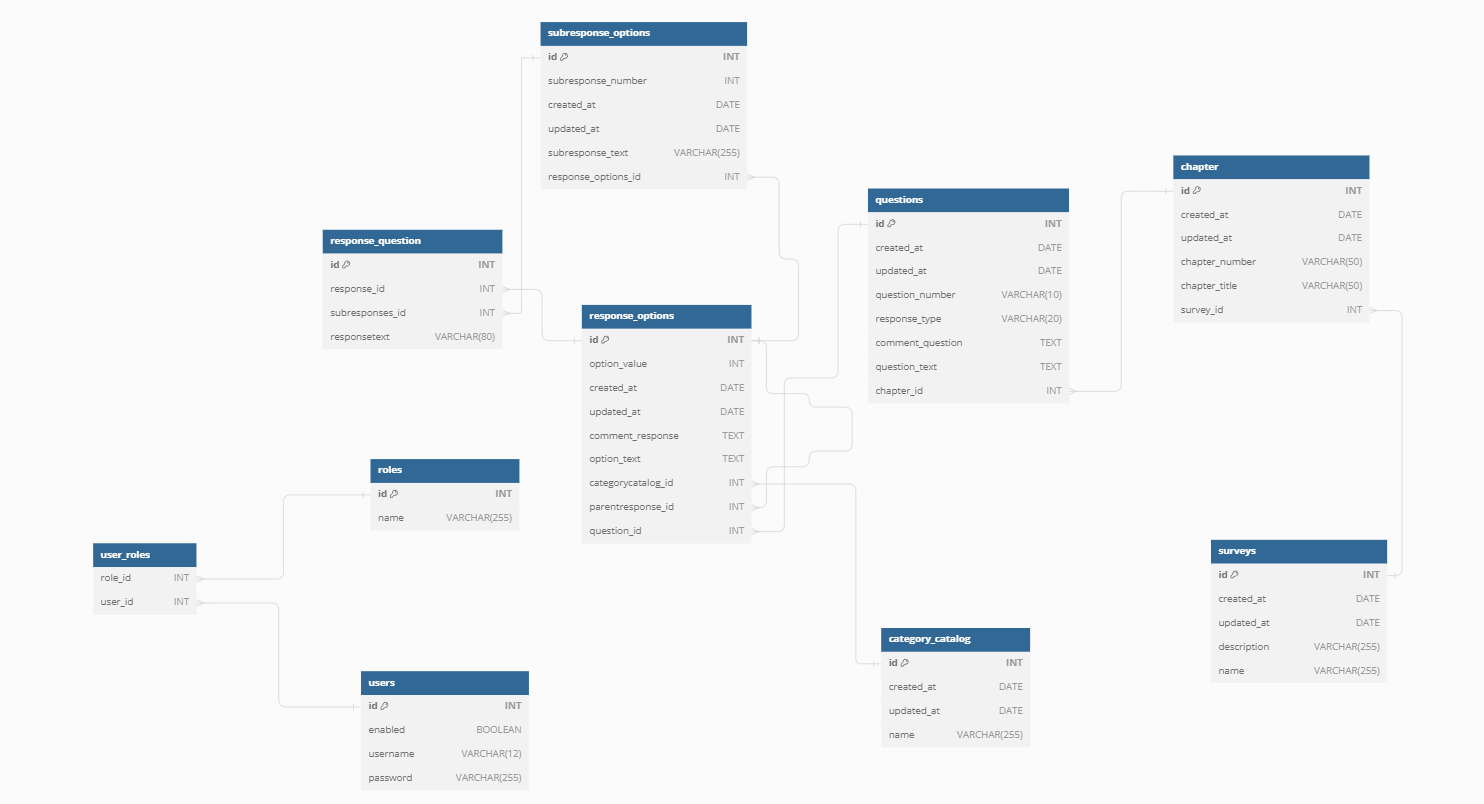 subresponse_options
id INT
subresponse_number INT
created_at DATE
updated_at DATE
subresponse_text VARCHAR(255)
response_options_id INT
chapter
id INT
created_at DATE
updated_at DATE
chapter_number VARCHAR(50)
chapter_title VARCHAR(50)
survey_id INT
questions
id INT
created_at DATE
updated_at DATE
question_number VARCHAR(10)
response_type VARCHAR(20)
comment_question TEXT
question_text TEXT
chapter_id INT
response_question
id INT
response_id INT
subresponses_id INT
responsetext VARCHAR(80)
response_options
id INT
option_value INT
created_at DATE
updated_at DATE
comment_response TEXT
option_text TEXT
categorycatalog_id INT
parentresponse_id INT
question_id INT
roles
id INT
name VARCHAR(255)
user_roles
role_id INT
user_id INT
surveys
id INT
created_at DATE
updated_at DATE
description VARCHAR(255)
name VARCHAR(255)
category_catalog
id INT
created_at DATE
updated_at DATE
name VARCHAR(255)
users
id INT
enabled BOOLEAN
username VARCHAR(12)
password VARCHAR(255)